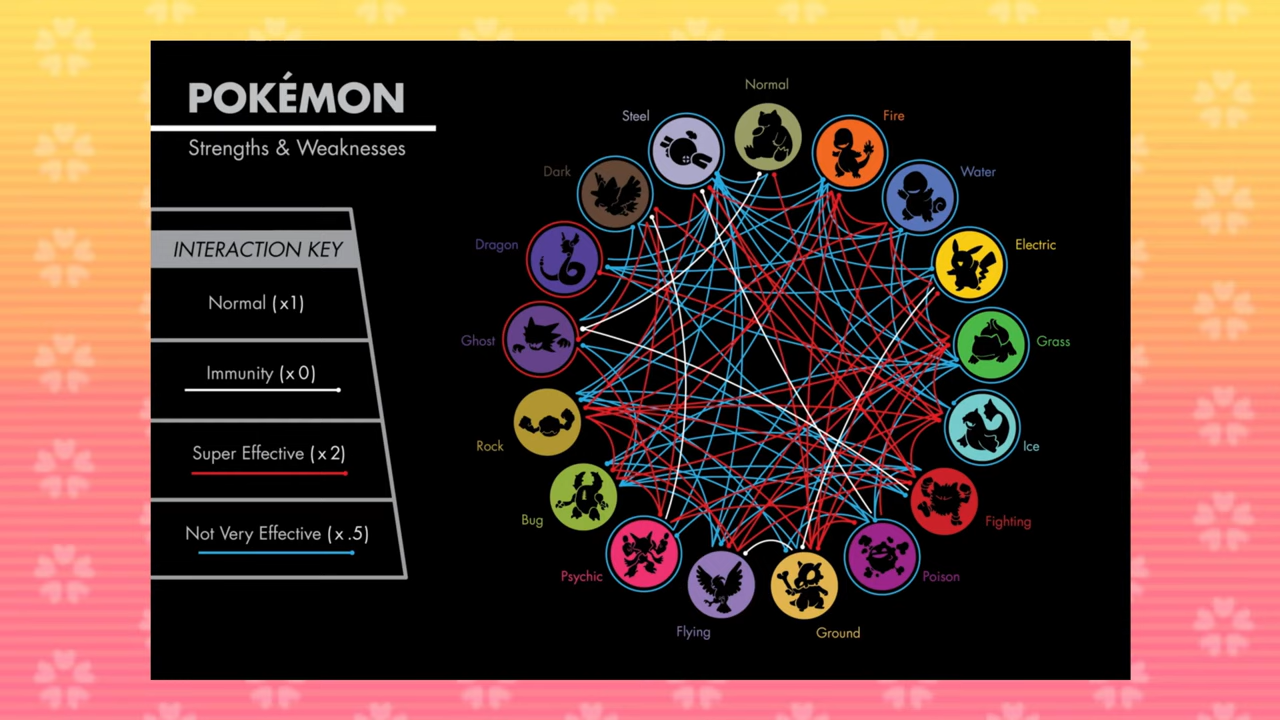 POKÉMON
Strengths & Weaknesses
INTERACTION KEY
Normal (x1)
Immunity (x 0)
Super Effective (x 2)
Not Very Effective (x .5)
Normal
Fire
Water
Electric
Grass
Ice
Fighting
Poison
Ground
Flying
Psychic
Bug
Rock
Ghost
Dragon
Dark
Steel